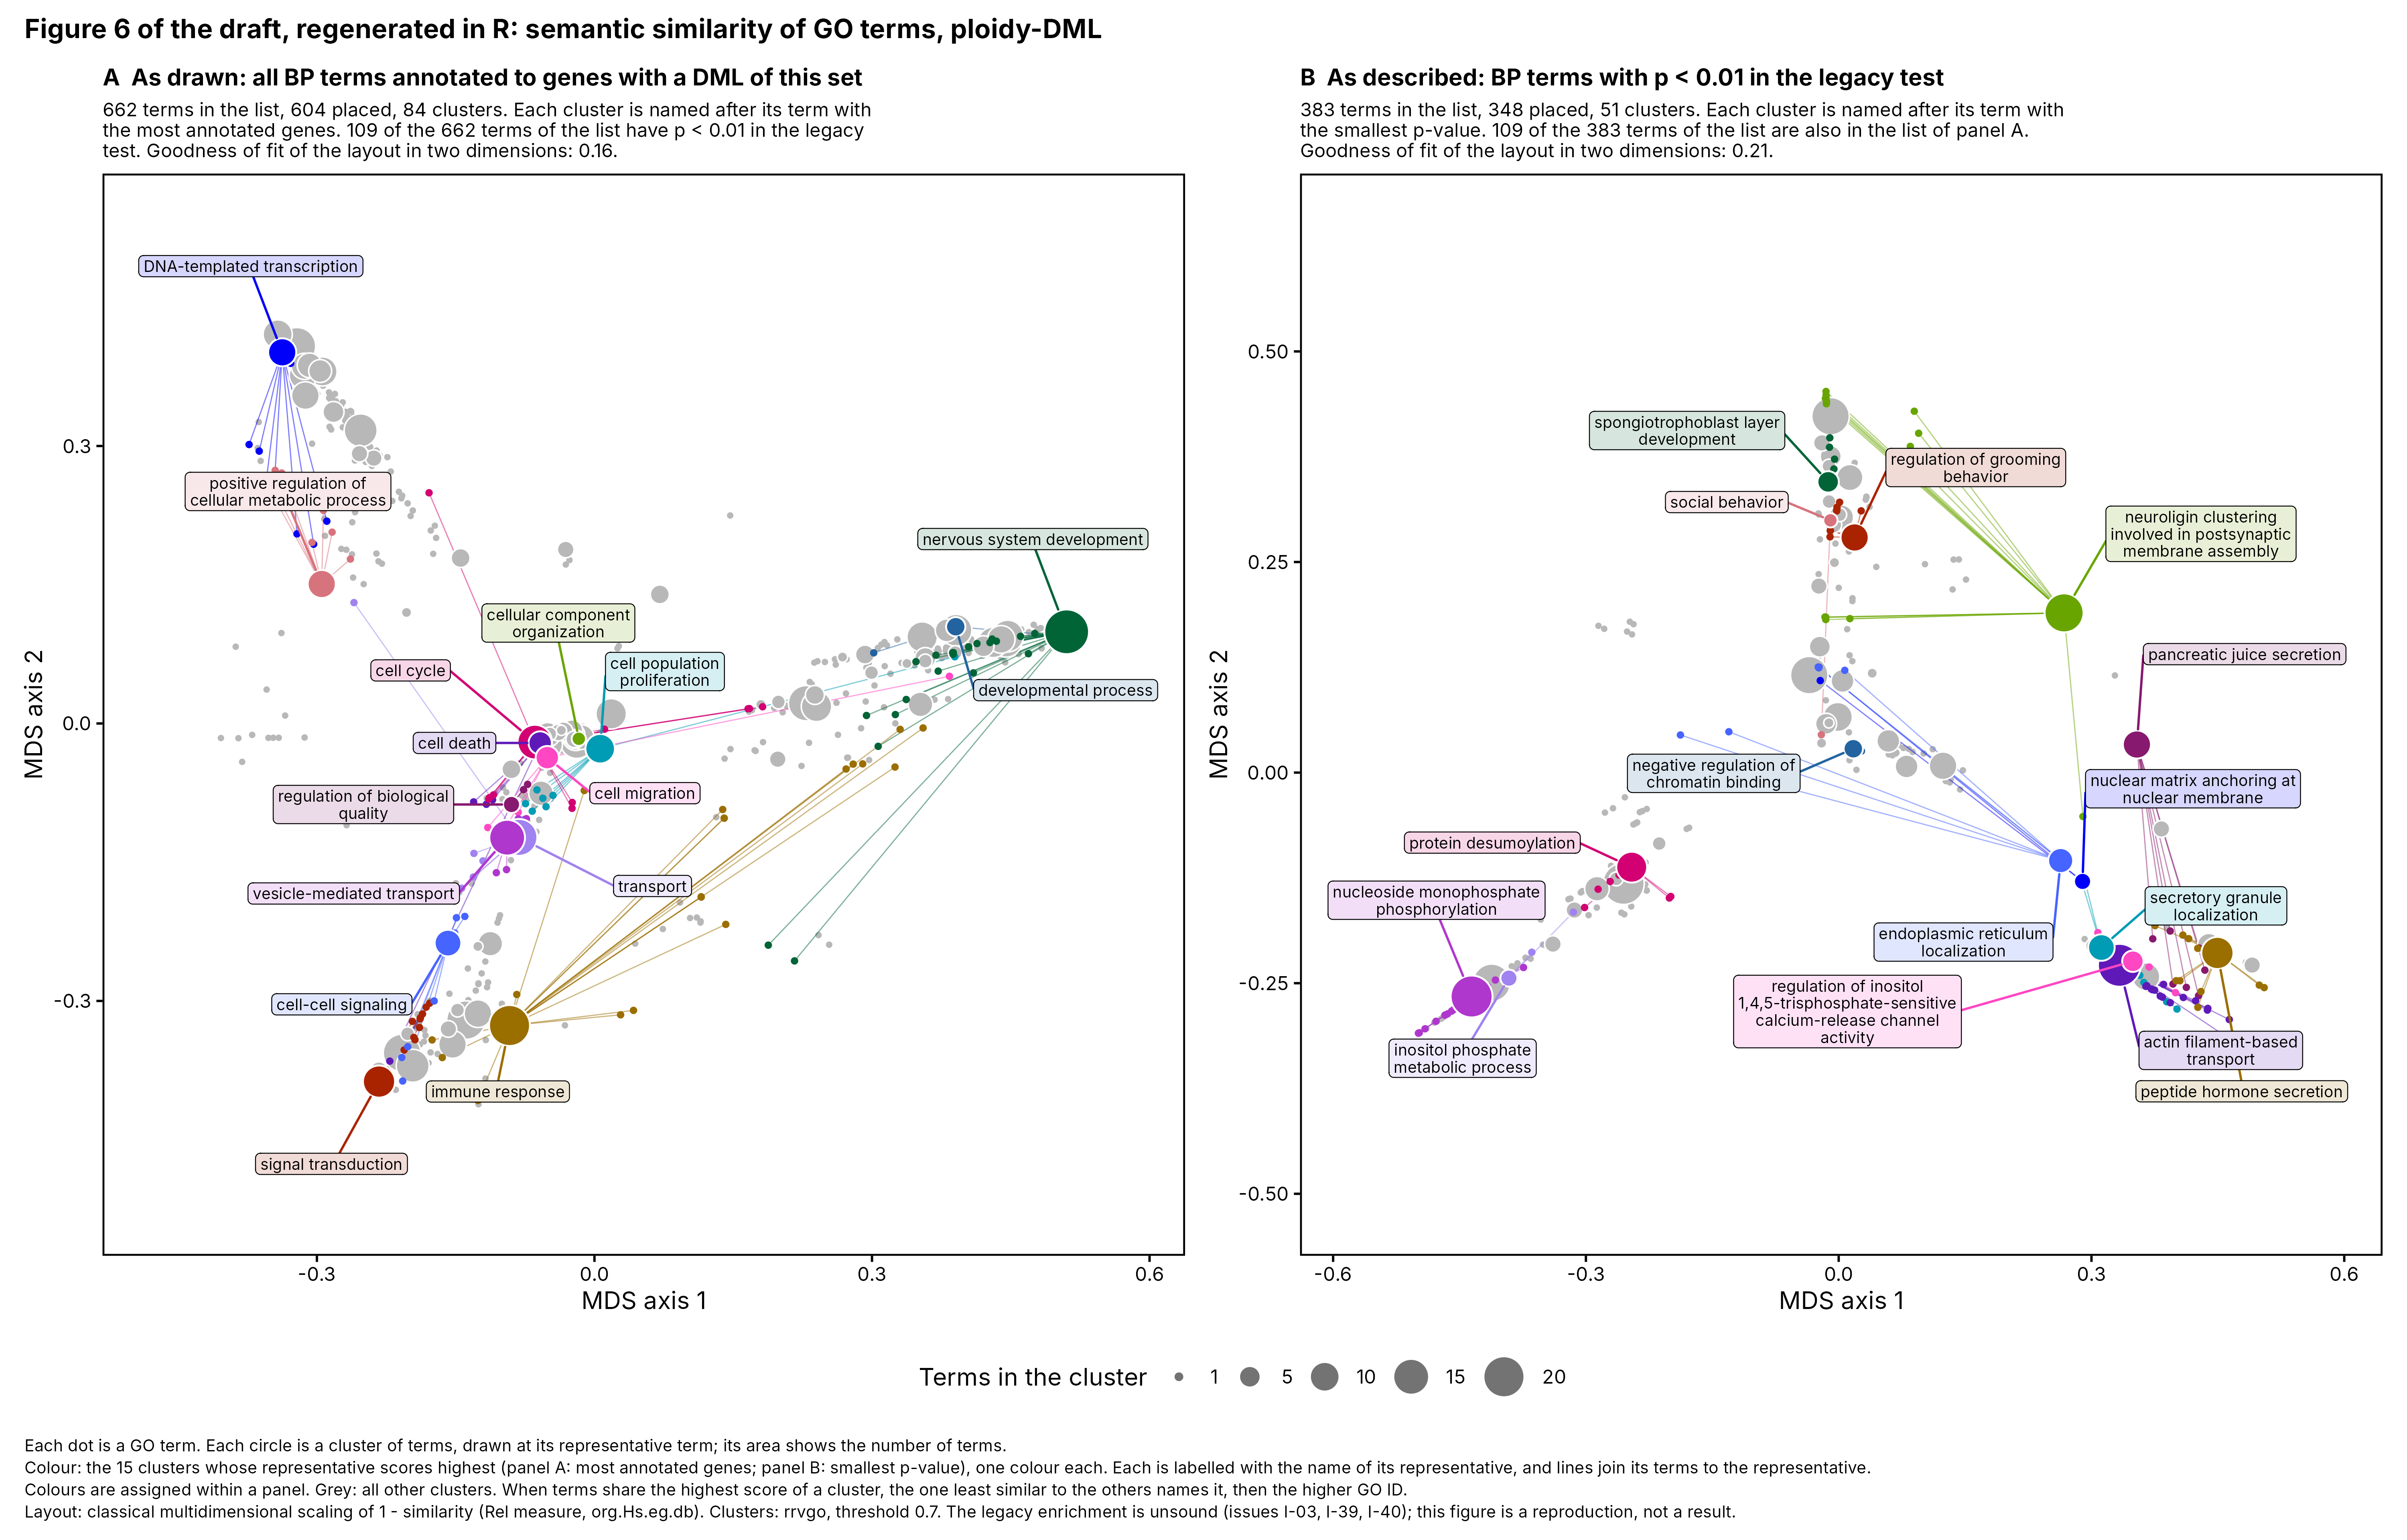 Figure 6 of the draft, regenerated in R: semantic similarity of GO terms, ploidy-DML
A As drawn: all BP terms annotated to genes with a DML of this set
662 terms in the list, 604 placed, 84 clusters. Each cluster is named after its term with
the most annotated genes. 109 of the 662 terms of the list have p < 0.01 in the legacy
test. Goodness of fit of the layout in two dimensions: 0.16.
DNA-templated transcription
positive regulation of
cellular metabolic process
nervous system development
cellular component
organization
cell population
proliferation
cell cycle
developmental process
cell death
cell migration
regulation of biological
quality
transport
vesicle-mediated transport
cell-cell signaling
immune response
signal transduction
0.3
0.0
-0.3
MDS axis 2
-0.3
0.0
0.3
0.6
MDS axis 1
B As described: BP terms with p < 0.01 in the legacy test
383 terms in the list, 348 placed, 51 clusters. Each cluster is named after its term with
the smallest p-value. 109 of the 383 terms of the list are also in the list of panel A.
Goodness of fit of the layout in two dimensions: 0.21.
spongiotrophoblast layer
development
regulation of grooming
behavior
social behavior
neuroligin clustering
involved in postsynaptic
membrane assembly
pancreatic juice secretion
negative regulation of
chromatin binding
nuclear matrix anchoring at
nuclear membrane
protein desumoylation
nucleoside monophosphate
phosphorylation
secretory granule
localization
endoplasmic reticulum
localization
regulation of inositol
1,4,5-trisphosphate-sensitive
calcium-release channel
activity
inositol phosphate
metabolic process
actin filament-based
transport
peptide hormone secretion
0.50
0.25
0.00
-0.25
-0.50
MDS axis 2
-0.6
-0.3
0.0
0.3
0.6
MDS axis 1
Terms in the cluster 1 5 10 15 20
Each dot is a GO term. Each circle is a cluster of terms, drawn at its representative term; its area shows the number of terms.
Colour: the 15 clusters whose representative scores highest (panel A: most annotated genes; panel B: smallest p-value), one colour each. Each is labelled with the name of its representative, and lines join its terms to the representative.
Colours are assigned within a panel. Grey: all other clusters. When terms share the highest score of a cluster, the one least similar to the others names it, then the higher GO ID.
Layout: classical multidimensional scaling of 1 - similarity (Rel measure, org.Hs.eg.db). Clusters: rrvgo, threshold 0.7. The legacy enrichment is unsound (issues I-03, I-39, I-40); this figure is a reproduction, not a result.